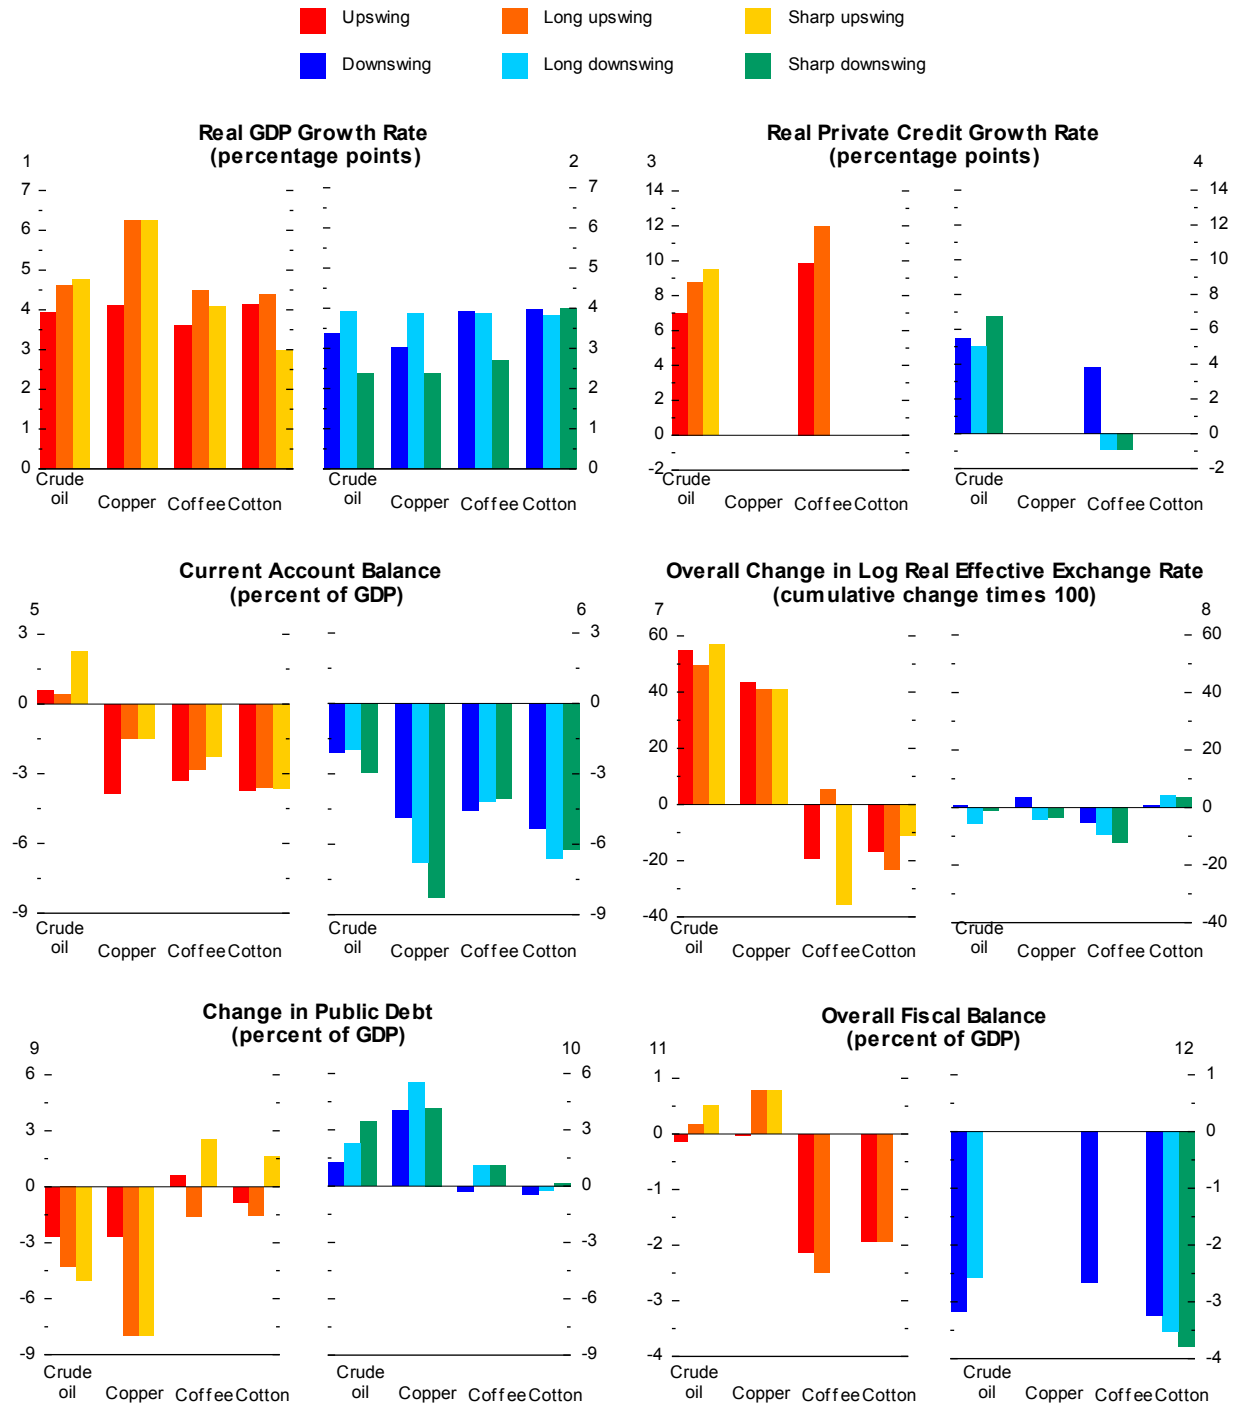 Upswing
Long upswing
Sharp upswing
Downswing
Long downswing
Sharp downswing
Real GDP Growth Rate
(percentage points)
1
2
7
6
5
4
3
2
1
0
7
6
5
4
3
2
1
0
Crude oil
Copper
Coffee
Cotton
Real Private Credit Growth Rate
(percentage points)
3
4
14
12
10
8
6
4
2
0
-2
14
12
10
8
6
4
2
0
-2
Crude oil
Copper
Coffee
Cotton
Crude oil
Copper
Coffee
Cotton
Current Account Balance
(percent of GDP)
5
6
3
0
-3
-6
-9
3
0
-3
-6
-9
Crude oil
Copper
Coffee
Cotton
Crude oil
Copper
Coffee
Cotton
Overall Change in Log Real Effective Exchange Rate
(cumulative change times 100)
7
8
60
40
20
0
-20
-40
60
40
20
0
-20
-40
Crude oil
Copper
Coffee
Cotton
Crude oil
Copper
Coffee
Cotton
Change in Public Debt
(percent of GDP)
9
10
6
3
0
-3
-6
-9
6
3
0
-3
-6
-9
Crude oil
Copper
Coffee
Cotton
Crude oil
Copper
Coffee
Cotton
Overall Fiscal Balance
(percent of GDP)
11
12
1
0
-1
-2
-3
-4
1
0
-1
-2
-3
-4
Crude oil
Copper
Coffee
Cotton
Crude oil
Copper
Coffee
Cotton